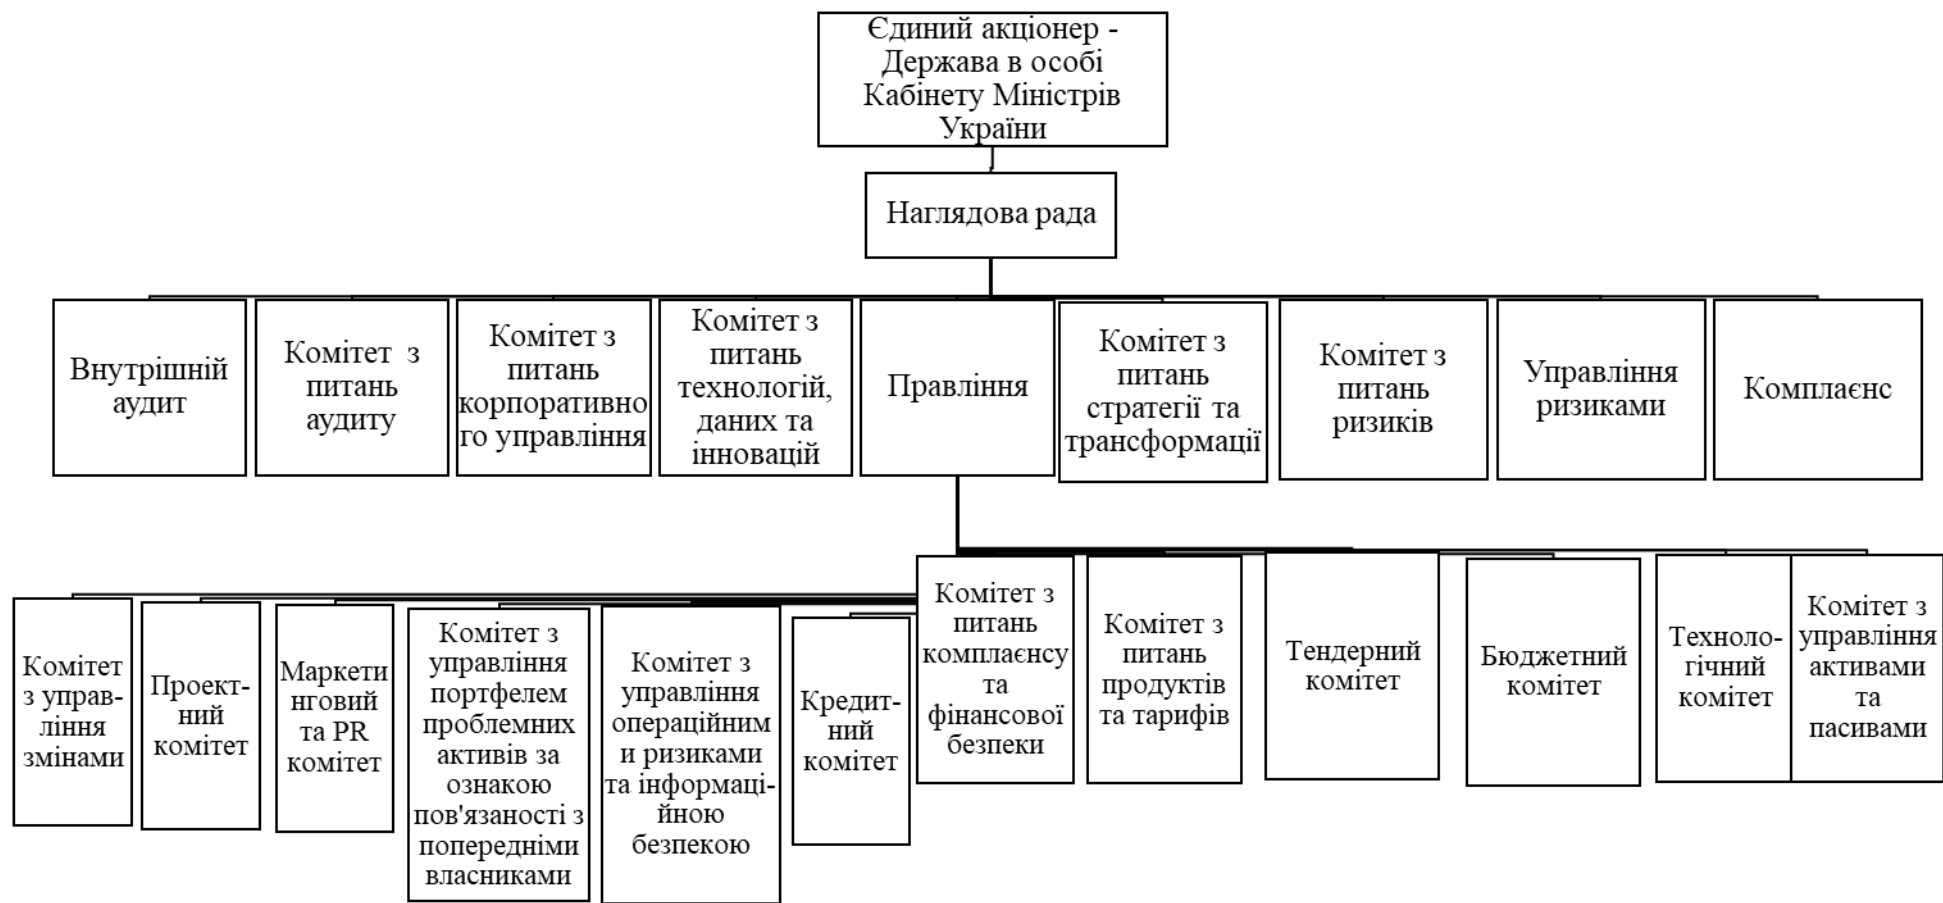 Єдиний акціонер -
Держава в особі
Кабінету Міністрів
України
Наглядова рада
Внутрішній
аудит
Комітет з
питань
аудиту
Комітет з
питань
корпоративно
го управління
Комітет з
питань
технологій,
даних та
інновацій
Правління
Комітет з
питань
стратегії та
трансформації
Комітет з
питань
ризиків
Управління
ризиками
Комплаєнс
Комітет
з управ-
ління
змінами
Проект-
ний
комітет
Маркети
нговий
та PR
комітет
Комітет з
управління
портфелем
проблемних
активів за
ознакою
пов'язаності з
попередніми
власниками
Комітет з
управління
операційним
и ризиками
та інформаці-
йною
безпекою
Кредит-
ний
комітет
Комітет з
питань
комплаєнсу
та
фінансової
безпеки
Комітет з
питань
продуктів
та тарифів
Тендерний
комітет
Бюджетний
комітет
Техноло-
гічний
комітет
Комітет з
управління
активами
та
пасивами